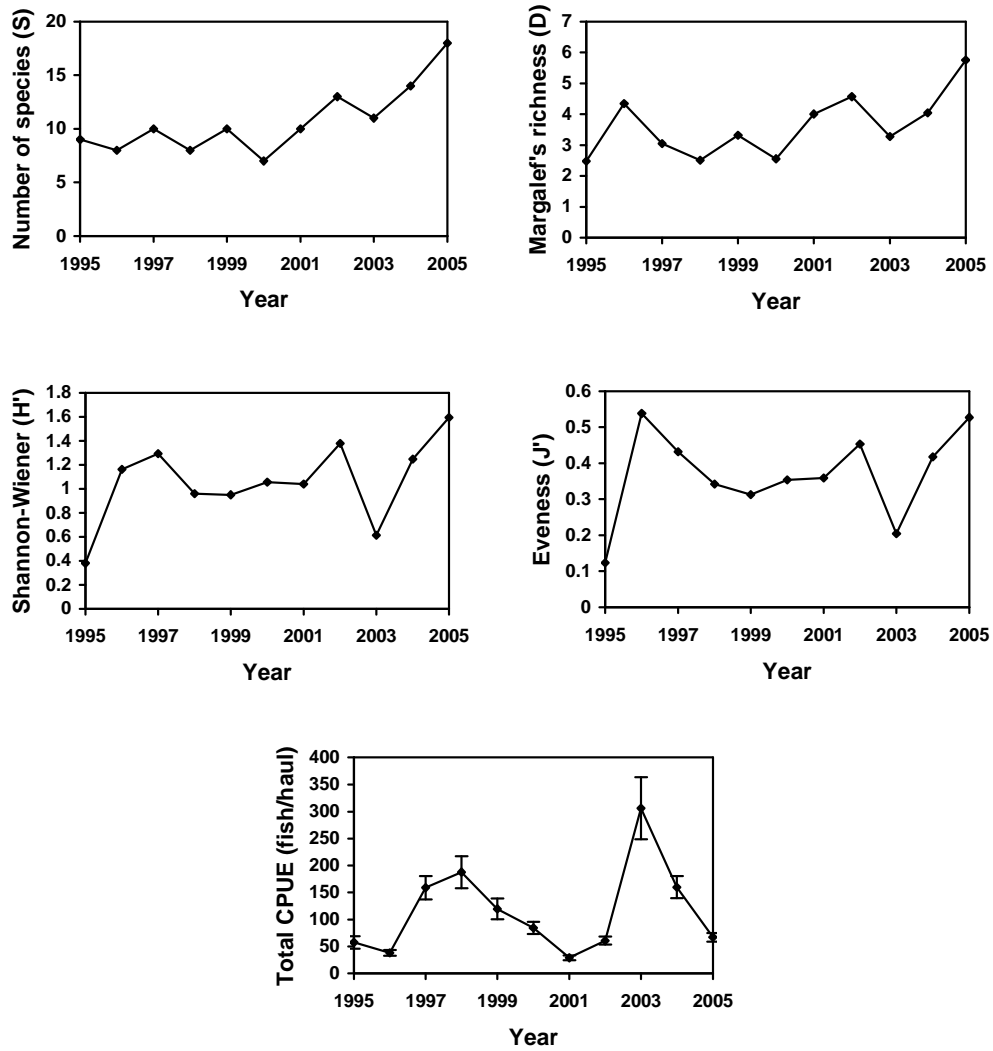 Number of species (S)
20
15
10
5
0
1995 1997 1999 2001 2003 2005
Year
Margalef's richness (D)
7
6
5
4
3
2
1
0
1995 1997 1999 2001 2003 2005
Year
Shannon-Wiener (H')
1.8
1.6
1.4
1.2
1
0.8
0.6
0.4
0.2
0
1995 1997 1999 2001 2003 2005
Year
Eveness (J')
0.6
0.5
0.4
0.3
0.2
0.1
0
1995 1997 1999 2001 2003 2005
Year
Total CPUE (fish/haul)
400
350
300
250
200
150
100
50
0
1995 1997 1999 2001 2003 2005
Year